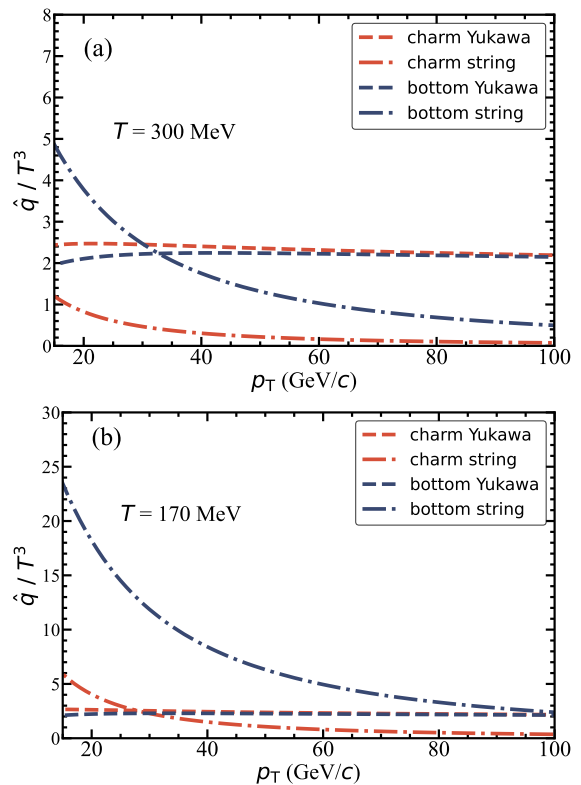 8
7
6
5
4
3
2
1
0
(a)
T = 300 MeV
charm Yukawa
charm string
bottom Yukawa
bottom string
q̂ / T³
20 40 60 80 100
p_T (GeV/c)
30
25
20
15
10
5
0
(b)
T = 170 MeV
charm Yukawa
charm string
bottom Yukawa
bottom string
q̂ / T³
20 40 60 80 100
p_T (GeV/c)